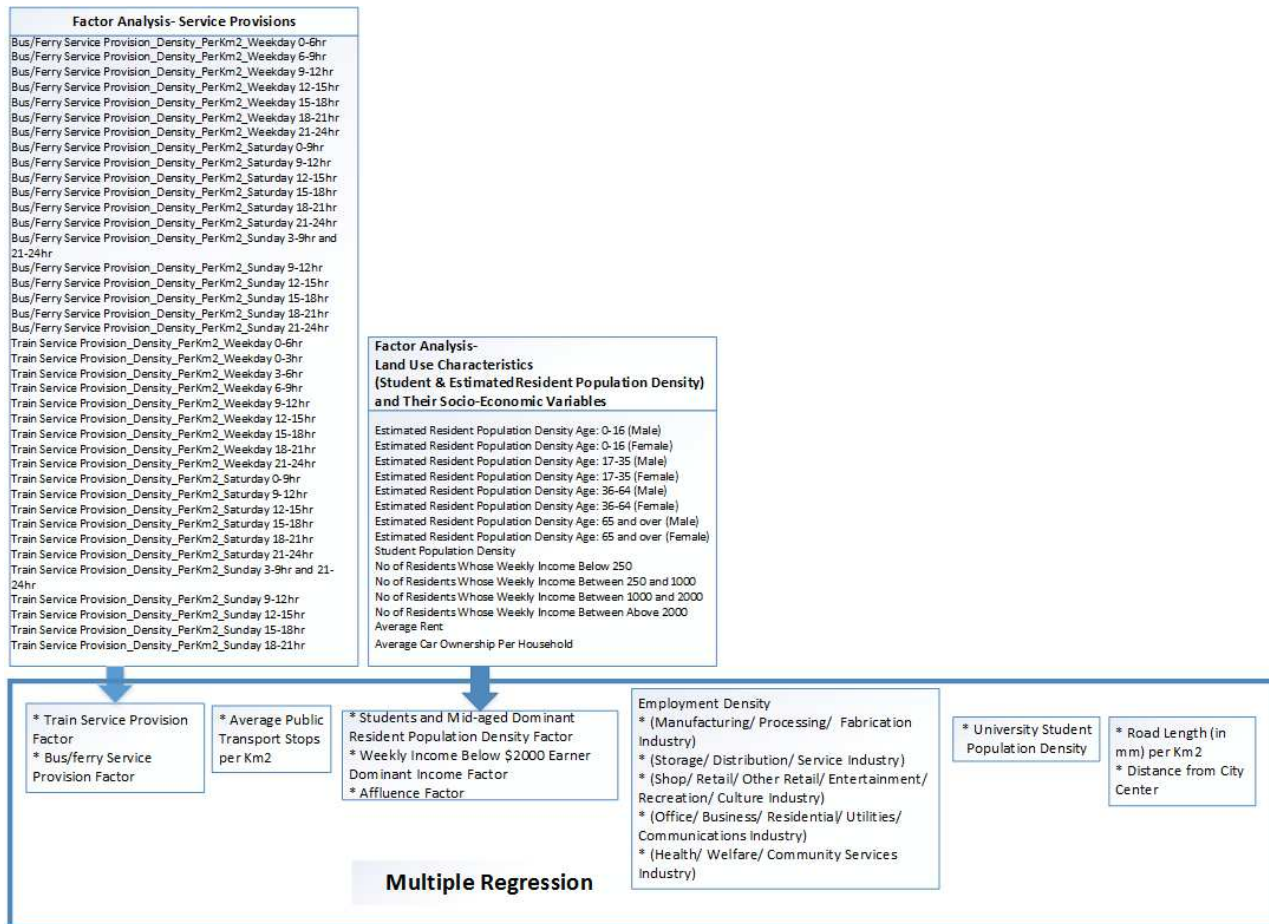 Factor Analysis- Service Provisions
Bus/Ferry Service Provision_Density_PerKm2_Weekday 0-6hr
Bus/Ferry Service Provision_Density_PerKm2_Weekday 6-9hr
Bus/Ferry Service Provision_Density_PerKm2_Weekday 9-12hr
Bus/Ferry Service Provision_Density_PerKm2_Weekday 12-15hr
Bus/Ferry Service Provision_Density_PerKm2_Weekday 15-18hr
Bus/Ferry Service Provision_Density_PerKm2_Weekday 18-21hr
Bus/Ferry Service Provision_Density_PerKm2_Weekday 21-24hr
Bus/Ferry Service Provision_Density_PerKm2_Saturday 0-9hr
Bus/Ferry Service Provision_Density_PerKm2_Saturday 9-12hr
Bus/Ferry Service Provision_Density_PerKm2_Saturday 12-15hr
Bus/Ferry Service Provision_Density_PerKm2_Saturday 15-18hr
Bus/Ferry Service Provision_Density_PerKm2_Saturday 18-21hr
Bus/Ferry Service Provision_Density_PerKm2_Saturday 21-24hr
Bus/Ferry Service Provision_Density_PerKm2_Sunday 3-9hr and
21-24hr
Bus/Ferry Service Provision_Density_PerKm2_Sunday 9-12hr
Bus/Ferry Service Provision_Density_PerKm2_Sunday 12-15hr
Bus/Ferry Service Provision_Density_PerKm2_Sunday 15-18hr
Bus/Ferry Service Provision_Density_PerKm2_Sunday 18-21hr
Bus/Ferry Service Provision_Density_PerKm2_Sunday 21-24hr
Train Service Provision_Density_PerKm2_Weekday 0-6hr
Train Service Provision_Density_PerKm2_Weekday 0-3hr
Train Service Provision_Density_PerKm2_Weekday 3-6hr
Train Service Provision_Density_PerKm2_Weekday 6-9hr
Train Service Provision_Density_PerKm2_Weekday 9-12hr
Train Service Provision_Density_PerKm2_Weekday 12-15hr
Train Service Provision_Density_PerKm2_Weekday 15-18hr
Train Service Provision_Density_PerKm2_Weekday 18-21hr
Train Service Provision_Density_PerKm2_Weekday 21-24hr
Train Service Provision_Density_PerKm2_Saturday 0-9hr
Train Service Provision_Density_PerKm2_Saturday 9-12hr
Train Service Provision_Density_PerKm2_Saturday 12-15hr
Train Service Provision_Density_PerKm2_Saturday 15-18hr
Train Service Provision_Density_PerKm2_Saturday 18-21hr
Train Service Provision_Density_PerKm2_Saturday 21-24hr
Train Service Provision_Density_PerKm2_Sunday 3-9hr and 21-
24hr
Train Service Provision_Density_PerKm2_Sunday 9-12hr
Train Service Provision_Density_PerKm2_Sunday 12-15hr
Train Service Provision_Density_PerKm2_Sunday 15-18hr
Train Service Provision_Density_PerKm2_Sunday 18-21hr
Factor Analysis-
Land Use Characteristics
(Student & Estimated Resident Population Density)
and Their Socio-Economic Variables
Estimated Resident Population Density Age: 0-16 (Male)
Estimated Resident Population Density Age: 0-16 (Female)
Estimated Resident Population Density Age: 17-35 (Male)
Estimated Resident Population Density Age: 17-35 (Female)
Estimated Resident Population Density Age: 36-64 (Male)
Estimated Resident Population Density Age: 36-64 (Female)
Estimated Resident Population Density Age: 65 and over (Male)
Estimated Resident Population Density Age: 65 and over (Female)
Student Population Density
No of Residents Whose Weekly Income Below 250
No of Residents Whose Weekly Income Between 250 and 1000
No of Residents Whose Weekly Income Between 1000 and 2000
No of Residents Whose Weekly Income Between Above 2000
Average Rent
Average Car Ownership Per Household
* Train Service Provision
Factor
* Bus/ferry Service
Provision Factor
* Average Public
Transport Stops
per Km2
* Students and Mid-aged Dominant
Resident Population Density Factor
* Weekly Income Below $2000 Earner
Dominant Income Factor
* Affluence Factor
Employment Density
* (Manufacturing/ Processing/ Fabrication
Industry)
* (Storage/ Distribution/ Service Industry)
* (Shop/ Retail/ Other Retail/ Entertainment/
Recreation/ Culture Industry)
* (Office/ Business/ Residential/ Utilities/
Communications Industry)
* (Health/ Welfare/ Community Services
Industry)
* University Student
Population Density
* Road Length (in
mm) per Km2
* Distance from City
Center
Multiple Regression